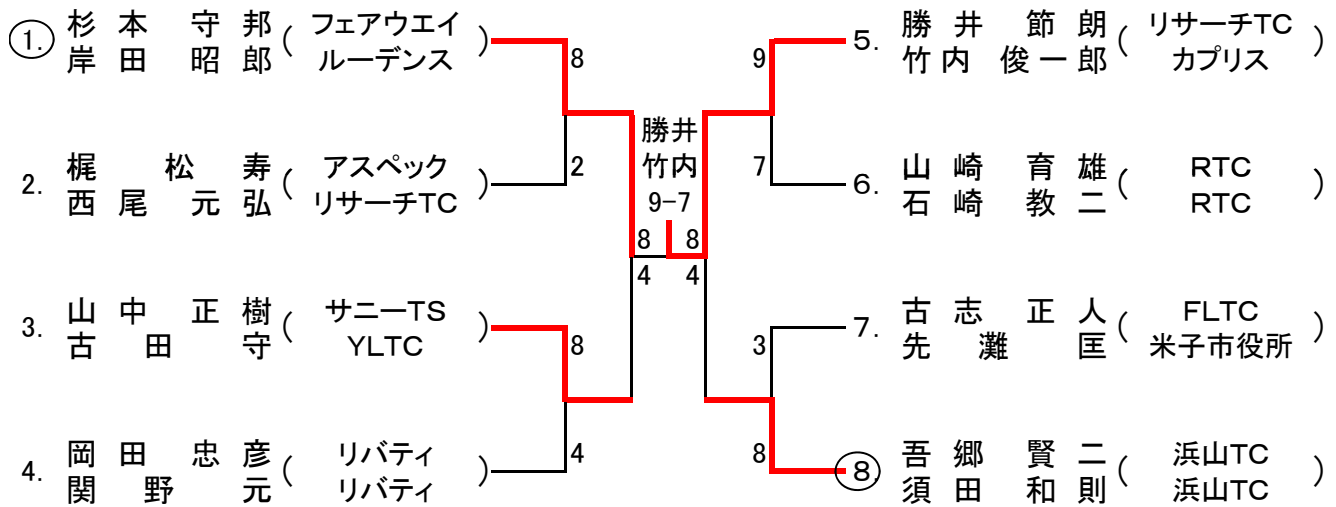 1. 杉本守邦 ( フェアウエイ )
岸田昭郎 ルーデンス
8
2. 梶松寿 ( アスペック )
西尾元弘 リサーチTC
2
3. 山中正樹 ( サニーTS )
古田守 YLTC
8
4. 岡田忠彦 ( リバティ )
関野元 リバティ
4
勝井
竹内
9-7
8 8
4 4
9
5. 勝井節朗 ( リサーチTC )
竹内俊一郎 カプリス
7
6. 山崎育雄 ( RTC )
石崎教二 RTC
3
7. 古志正人 ( FLTC )
先灘匡 米子市役所
8
8. 吾郷賢二 ( 浜山TC )
須田和則 浜山TC